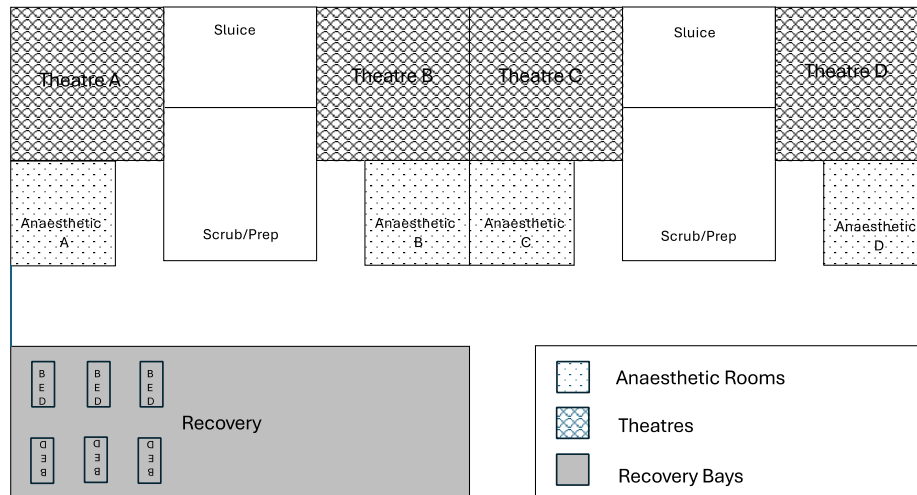 Sluice
Sluice
Theatre A
Theatre B
Theatre C
Theatre D
Anaesthetic
A
Scrub/Prep
Anaesthetic
B
Anaesthetic
C
Scrub/Prep
Anaesthetic
D
BED
BED
BED
Recovery
BED
BED
BED
Anaesthetic Rooms
Theatres
Recovery Bays